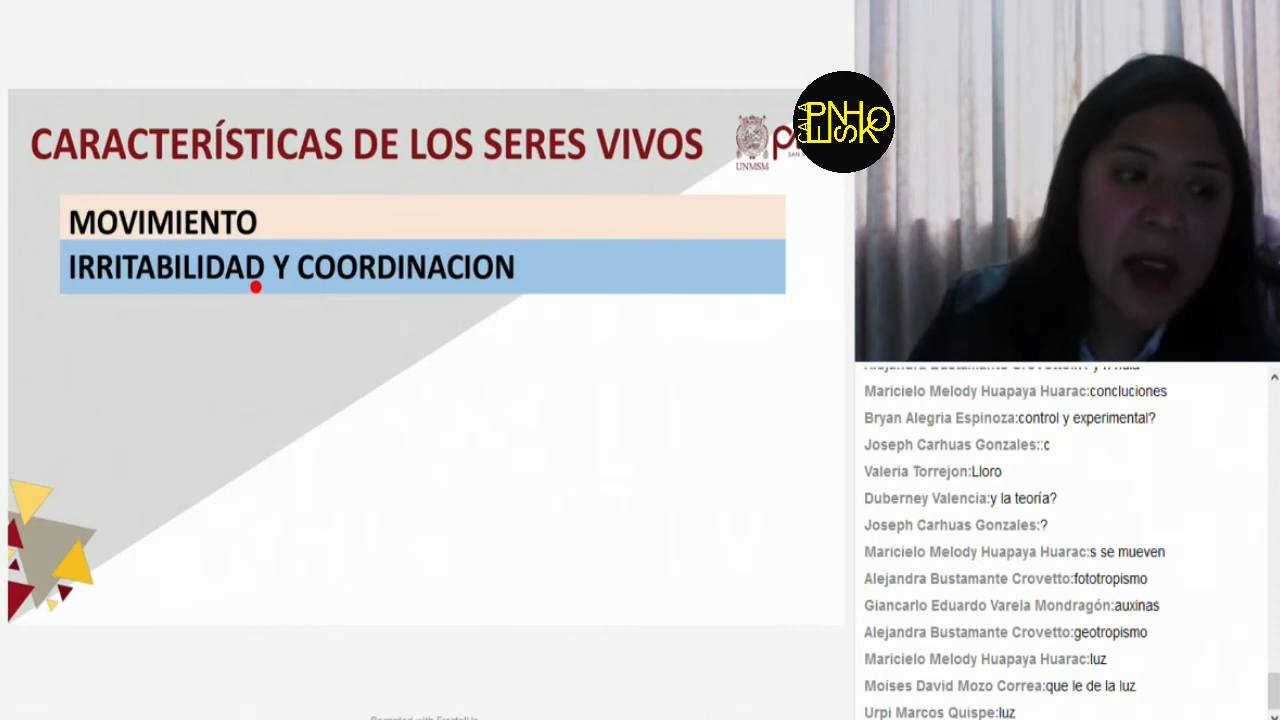 CARACTERÍSTICAS DE LOS SERES VIVOS
UNMSM
MOVIMIENTO
IRRITABILIDAD Y COORDINACION
Maricielo Melody Huapaya Huarac:concluciones
Bryan Alegria Espinoza:control y experimental?
Joseph Carhuas Gonzales::c
Valeria Torrejon:Lloro
Duberney Valencia:y la teoría?
Joseph Carhuas Gonzales:?
Maricielo Melody Huapaya Huarac:s se mueven
Alejandra Bustamante Crovetto:fototropismo
Giancarlo Eduardo Varela Mondragón:auxinas
Alejandra Bustamante Crovetto:geotropismo
Maricielo Melody Huapaya Huarac:luz
Moises David Mozo Correa:que le de la luz
Urpi Marcos Quispe:luz